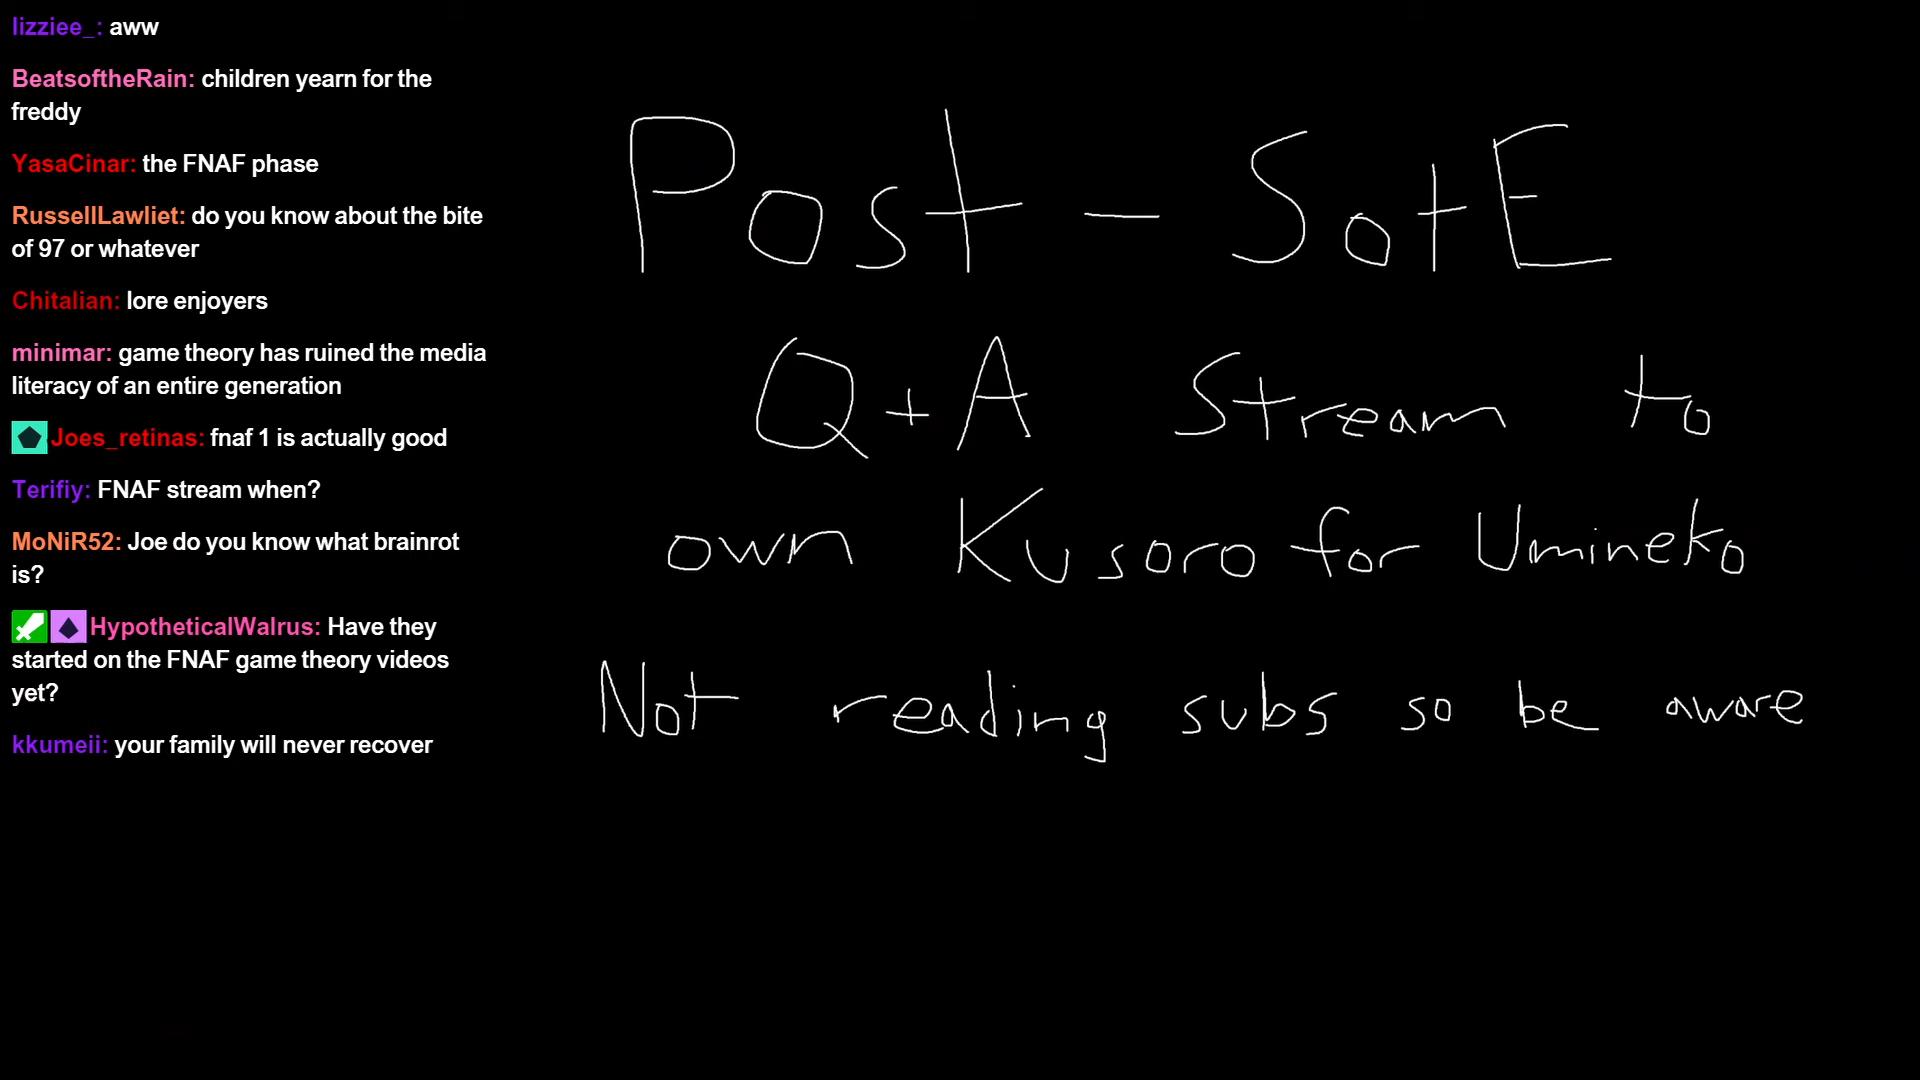 lizziee_: aww
BeatsoftheRain: children yearn for the
freddy
YasaCinar: the FNAF phase
RussellLawliet: do you know about the bite
of 97 or whatever
Chitalian: lore enjoyers
minimar: game theory has ruined the media
literacy of an entire generation
Joes_retinas: fnaf 1 is actually good
Terifiy: FNAF stream when?
MoNiR52: Joe do you know what brainrot
is?
HypotheticalWalrus: Have they
started on the FNAF game theory videos
yet?
kkumeii: your family will never recover
Post - SotE
Q+A Stream to
own Kusoro for Umineko
Not reading subs so be aware